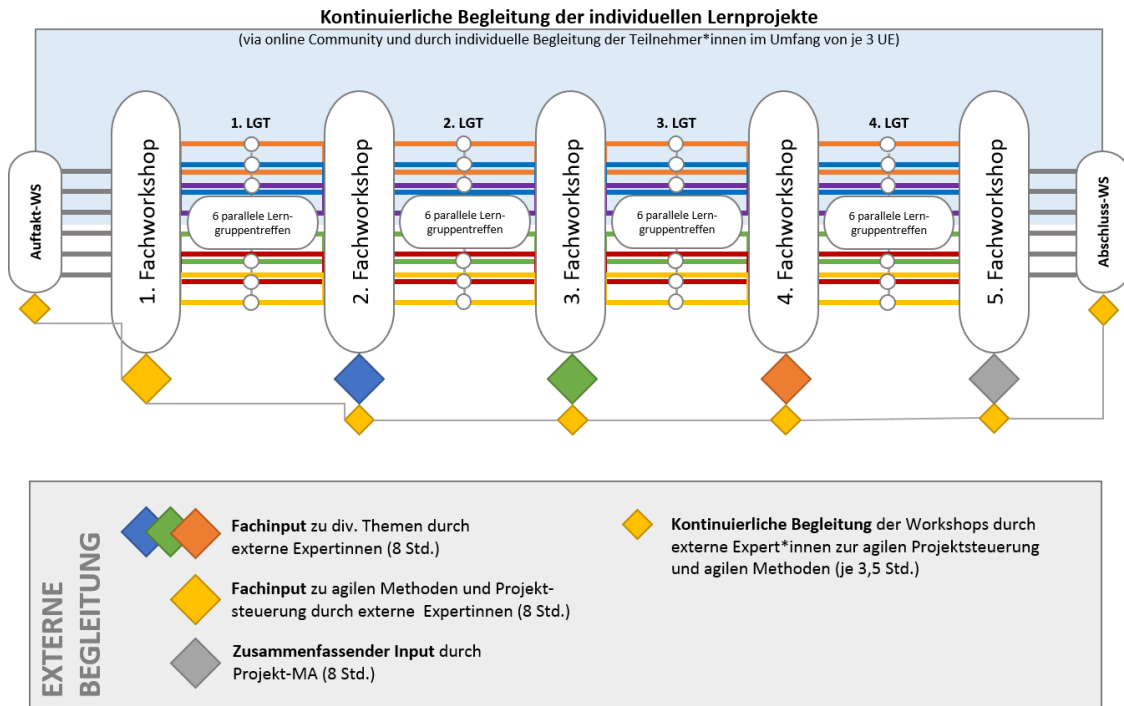 Kontinuierliche Begleitung der individuellen Lernprojekte
(via online Community und durch individuelle Begleitung der Teilnehmer*innen im Umfang von je 3 UE)
Auftakt-WS
1. Fachworkshop
1. LGT
6 parallele Lern-
gruppentreffen
2. Fachworkshop
2. LGT
6 parallele Lern-
gruppentreffen
3. Fachworkshop
3. LGT
6 parallele Lern-
gruppentreffen
4. Fachworkshop
4. LGT
6 parallele Lern-
gruppentreffen
5. Fachworkshop
Abschluss-WS
EXTERNE
BEGLEITUNG
Fachinput zu div. Themen durch
externe Expertinnen (8 Std.)
Fachinput zu agilen Methoden und Projekt-
steuerung durch externe Expertinnen (8 Std.)
Zusammenfassender Input durch
Projekt-MA (8 Std.)
Kontinuierliche Begleitung der Workshops durch
externe Expert*innen zur agilen Projektsteuerung
und agilen Methoden (je 3,5 Std.)